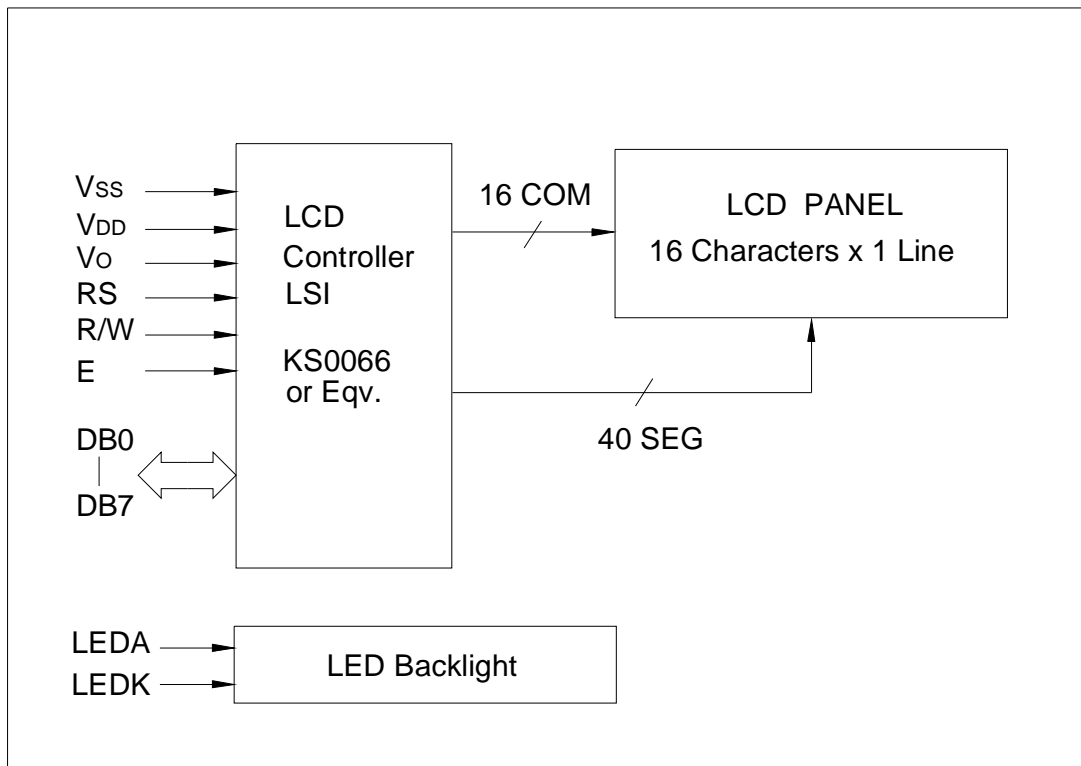 VSS
VDD
VO
RS
R/W
E
DB0
DB7
LCD
Controller
LSI
KS0066
or Eqv.
16 COM
40 SEG
LCD PANEL
16 Characters x 1 Line
LEDA
LEDK
LED Backlight